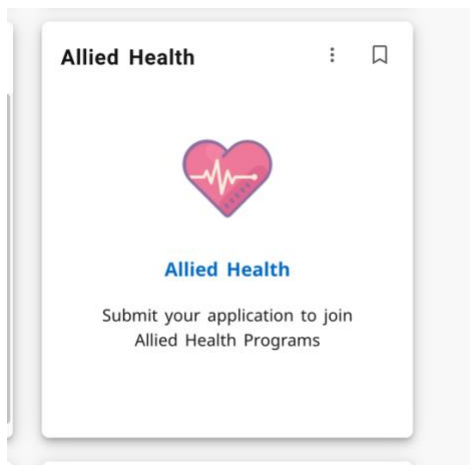 Allied Health
Allied Health
Submit your application to join
Allied Health Programs